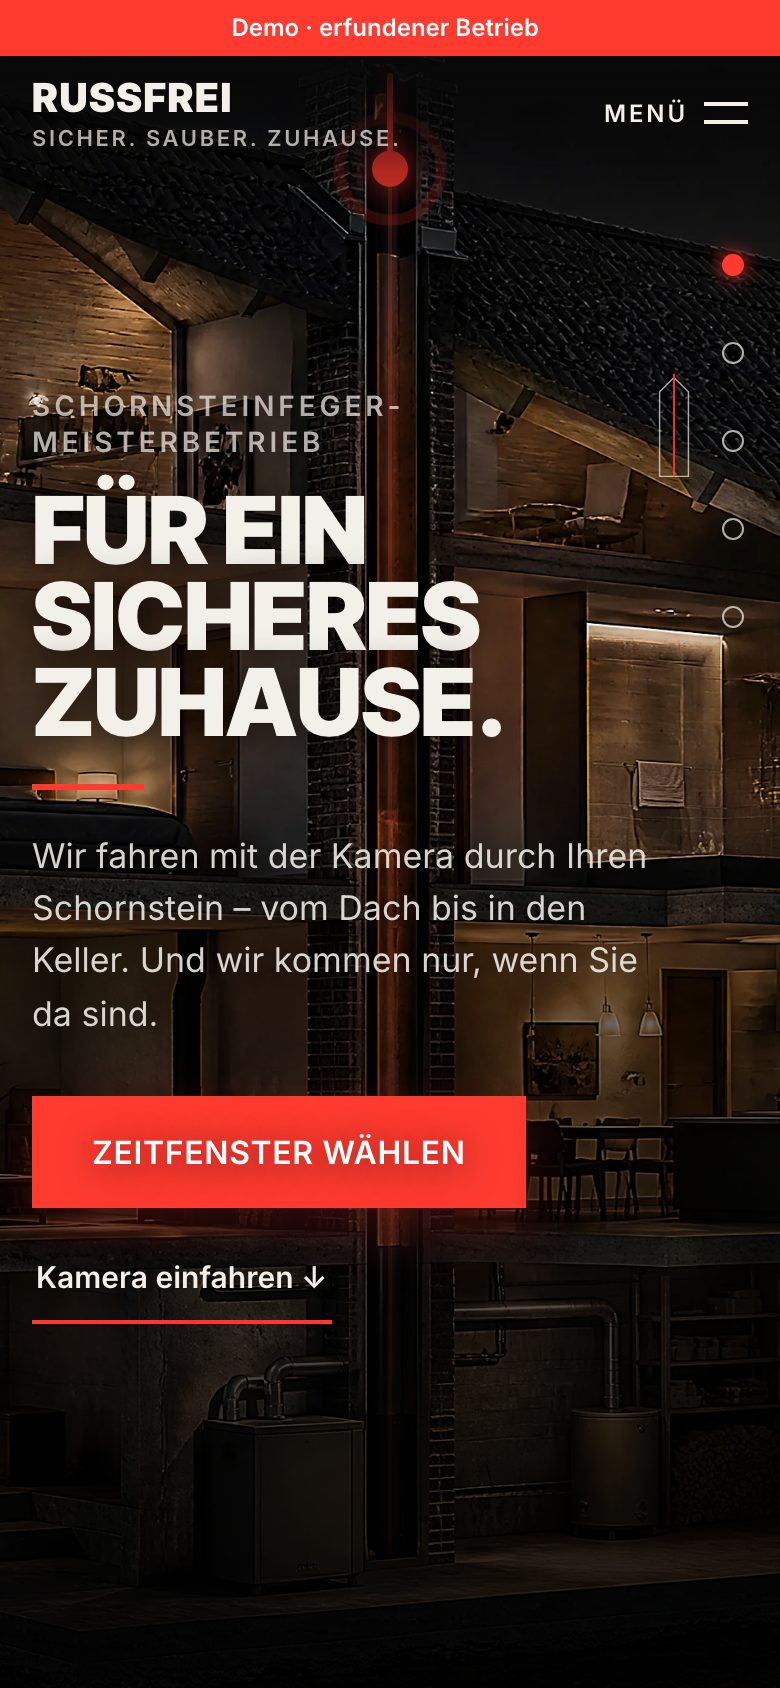 Demo · erfundener Betrieb
RUSSFREI
SICHER. SAUBER. ZUHAUSE.
MENÜ
SCHORNSTEINFEGER-
MEISTERBETRIEB
FÜR EIN
SICHERES
ZUHAUSE.
Wir fahren mit der Kamera durch Ihren
Schornstein – vom Dach bis in den
Keller. Und wir kommen nur, wenn Sie
da sind.
ZEITFENSTER WÄHLEN
Kamera einfahren ↓